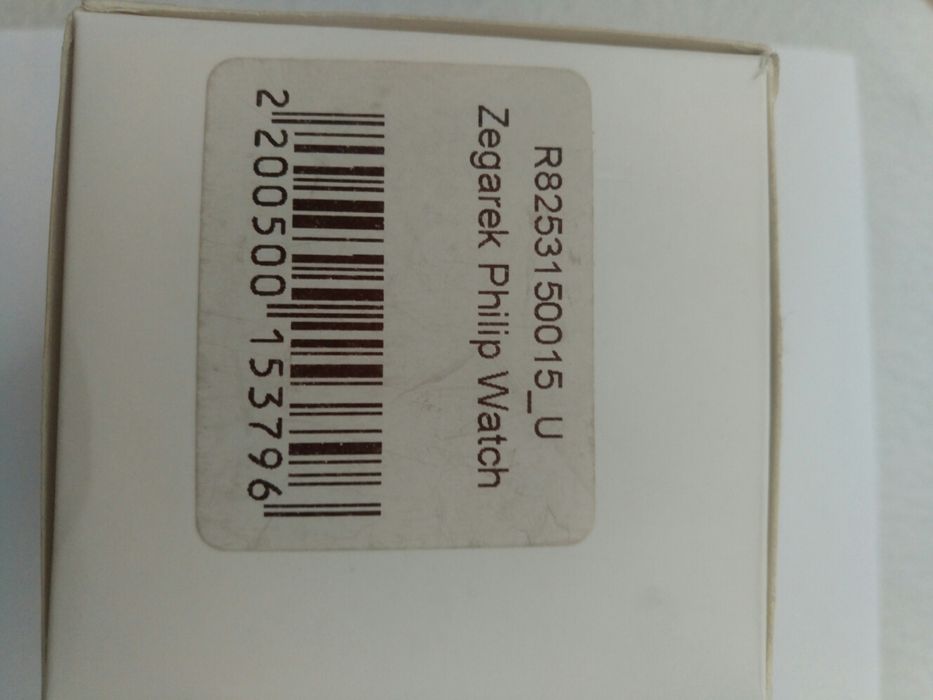 R8253150015_U
Zegarek Philip Watch
2 200500 153796